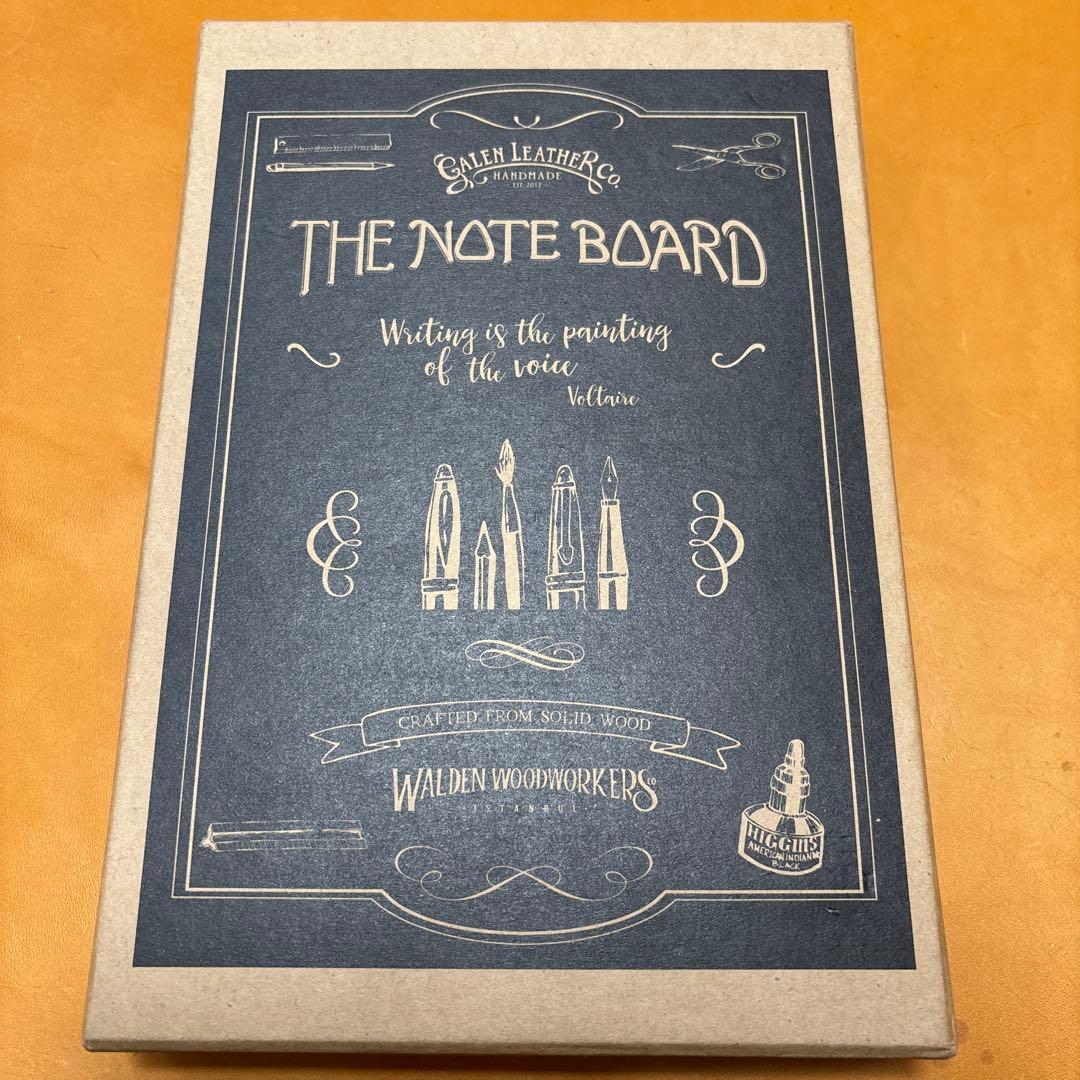 GALEN LEATHER CO.
HANDMADE
- EST. 2012 -
THE NOTE BOARD
Writing is the painting
of the voice
Voltaire
CRAFTED FROM SOLID WOOD
WALDEN WOODWORKERS CO
· ISTANBUL ·
HIGGINS
AMERICAN INDIAN
BLACK